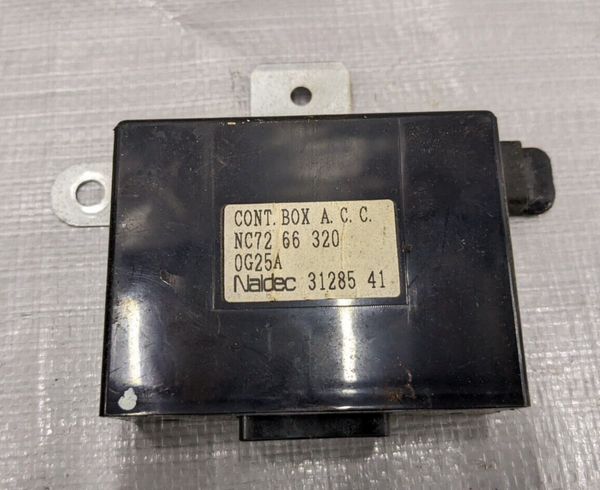 CONT. BOX A. C. C.
NC72 66 320
0G25A
Naldec 31285 41